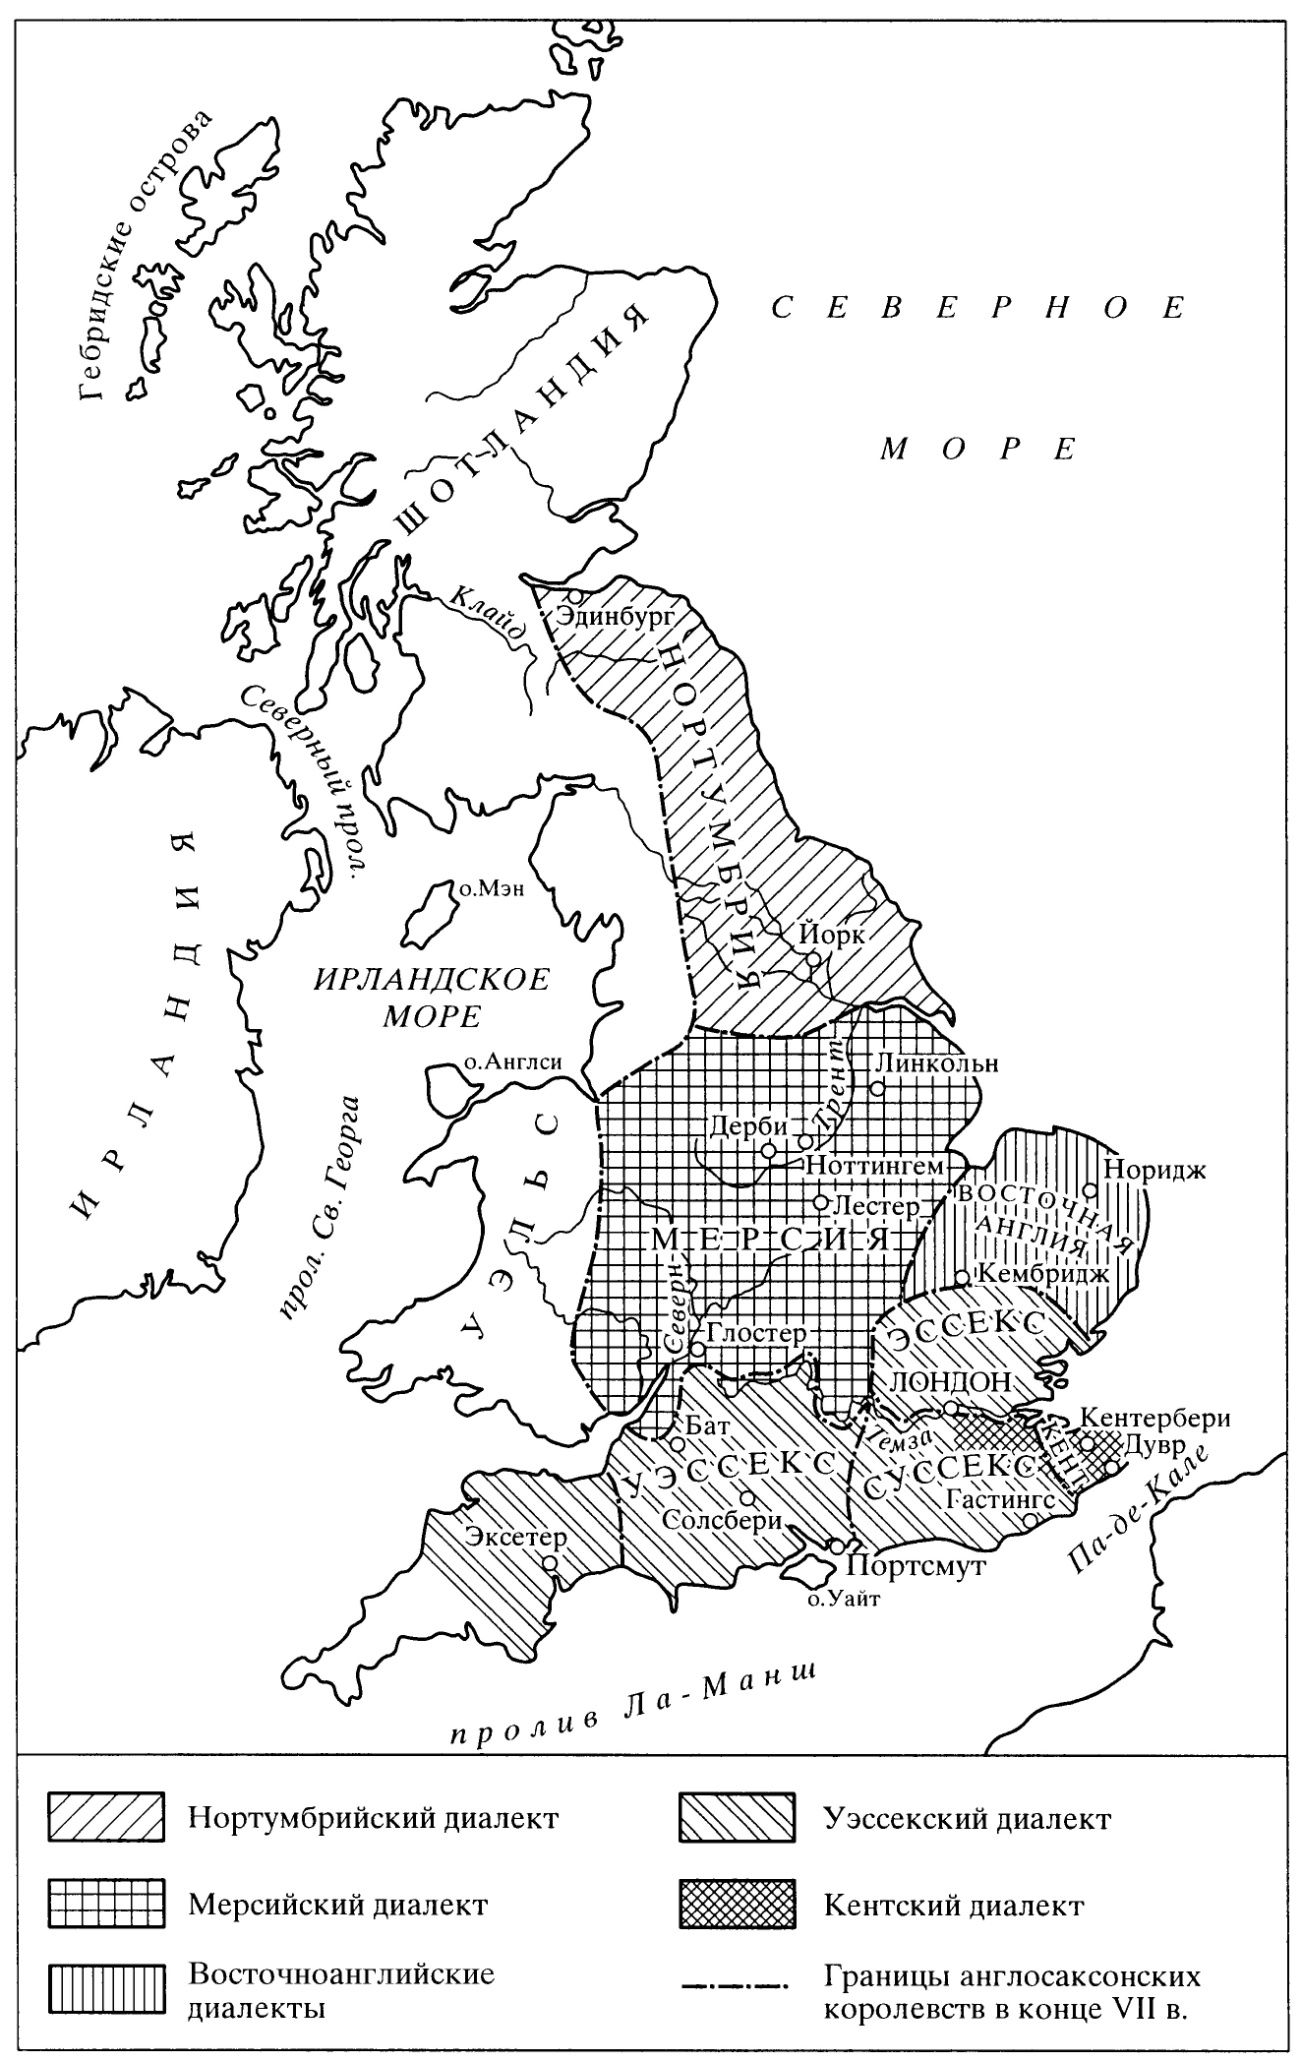 Гебридские острова
СЕВЕРНОЕ
МОРЕ
ШОТЛАНДИЯ
Клайд
Эдинбург
НОРТУМБРИЯ
Северный прол.
ИРЛАНДИЯ
о.Мэн
Йорк
ИРЛАНДСКОЕ
МОРЕ
о.Англси
прол. Св. Георга
УЭЛЬС
Трент
Линкольн
Дерби
Ноттингем
Лестер
МЕРСИЯ
Северн
Глостер
Норидж
ВОСТОЧНАЯ
АНГЛИЯ
Кембридж
ЭССЕКС
ЛОНДОН
Темза
Кентербери
Дувр
КЕНТ
Бат
УЭССЕКС
СУССЕКС
Гастингс
Солсбери
Эксетер
Портсмут
о.Уайт
Па-де-Кале
пролив Ла-Манш
Нортумбрийский диалект
Мерсийский диалект
Восточноанглийские
диалекты
Уэссекский диалект
Кентский диалект
Границы англосаксонских
королевств в конце VII в.